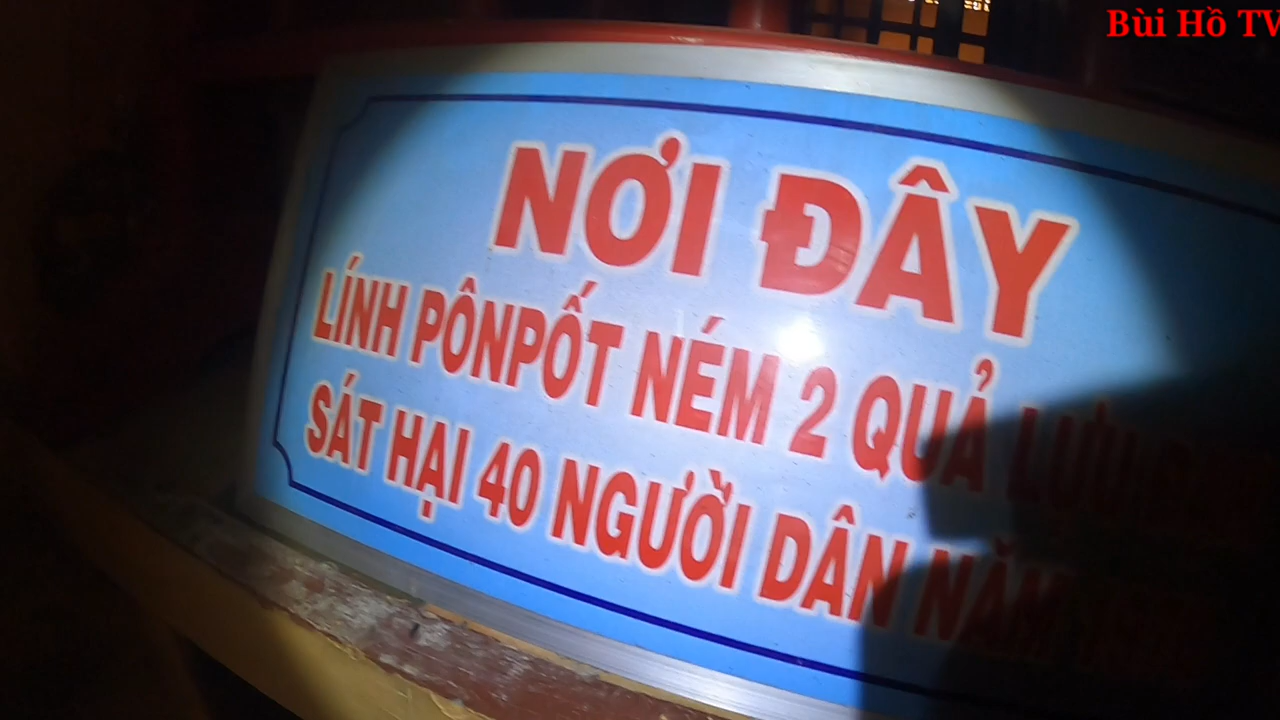 Bùi Hồ TV
NƠI ĐÂY
LÍNH PÔNPỐT NÉM 2 QUẢ LỰU
SÁT HẠI 40 NGƯỜI DÂN NĂM